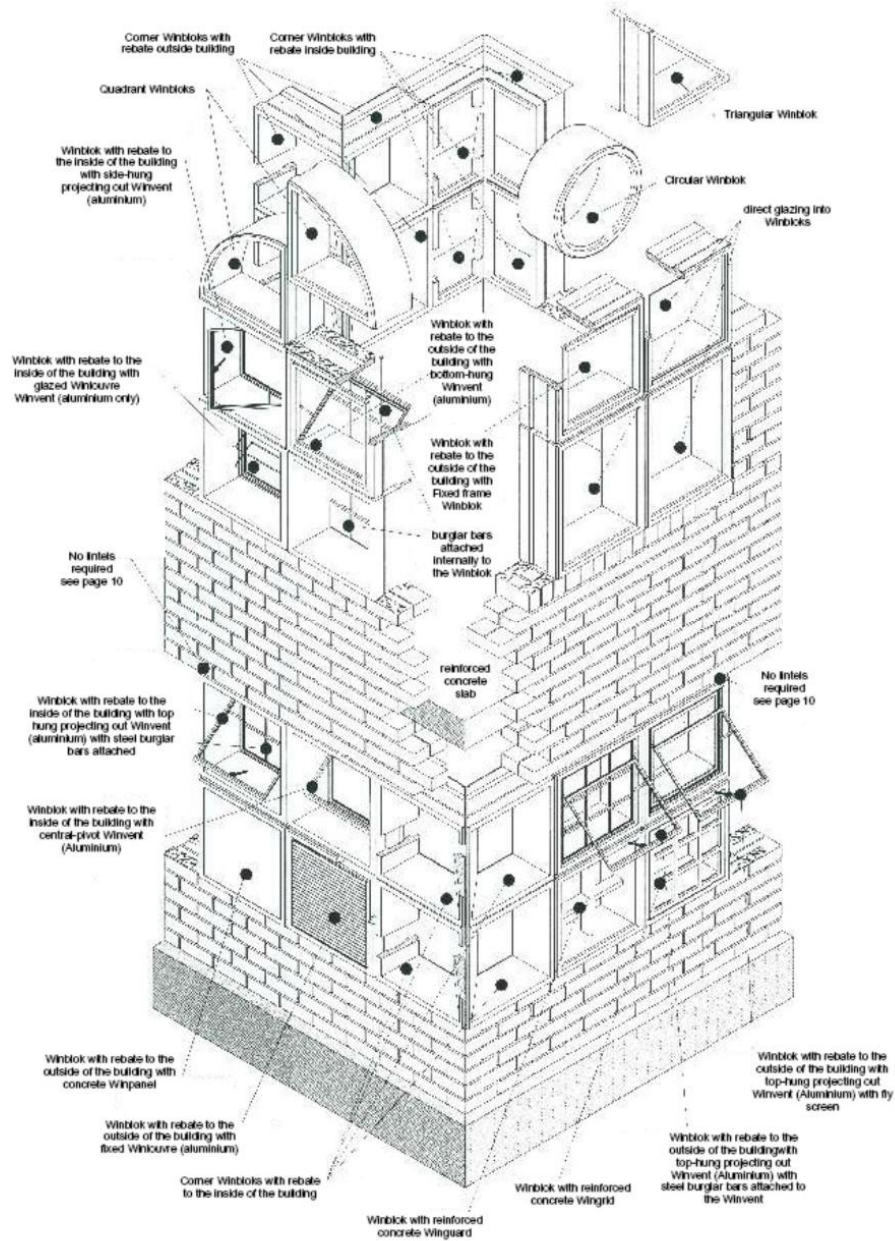 Corner Winbloks with
rebate outside building
Corner Winbloks with
rebate inside building
Quadrant Winbloks
Triangular Winblok
Winblok with rebate to
the inside of the building
with side-hung
projecting out Winvent
(aluminium)
Circular Winblok
direct glazing into
Winbloks
Winblok with
rebate to the
outside of the
building with
bottom-hung
Winvent
(aluminium)
Winblok with rebate to the
inside of the building with
glazed Winlouvre
Winvent (aluminium only)
Winblok with
rebate to the
outside of the
building with
Fixed frame
Winblok
burglar bars
attached
internally to
the Winblok
No lintels
required
see page 10
reinforced
concrete
slab
No lintels
required
see page 10
Winblok with rebate to the
inside of the building with top
hung projecting out Winvent
(aluminium) with steel burglar
bars attached
Winblok with rebate to the
inside of the building with
central-pivot Winvent
(Aluminium)
Winblok with rebate to the
outside of the building with
concrete Winpanel
Winblok with rebate to the
outside of the building with
fixed Winlouvre (aluminium)
Corner Winbloks with rebate
to the inside of the building
Winblok with reinforced
concrete Winguard
Winblok with reinforced
concrete Wingrid
Winblok with rebate to the
outside of the buildingwith
top-hung projecting out
Winvent (Aluminium) with
steel burglar bars attached to
the Winvent
Winblok with rebate to the
outside of the building with
top-hung projecting out
Winvent (Aluminium) with fly
screen